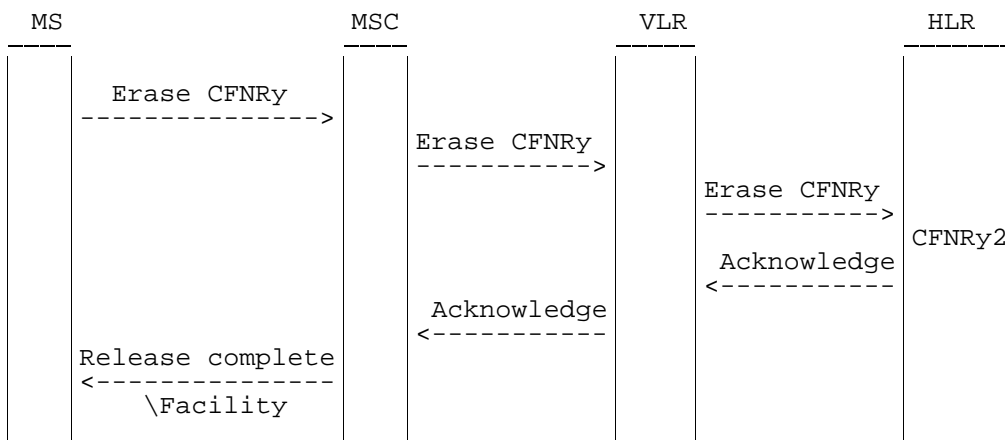 MS MSC VLR HLR
Erase CFNRy
--------------->
Erase CFNRy
----------->
Erase CFNRy
----------->
CFNRy2
Acknowledge
<-----------
Acknowledge
<-----------
Release complete
<---------------
\Facility